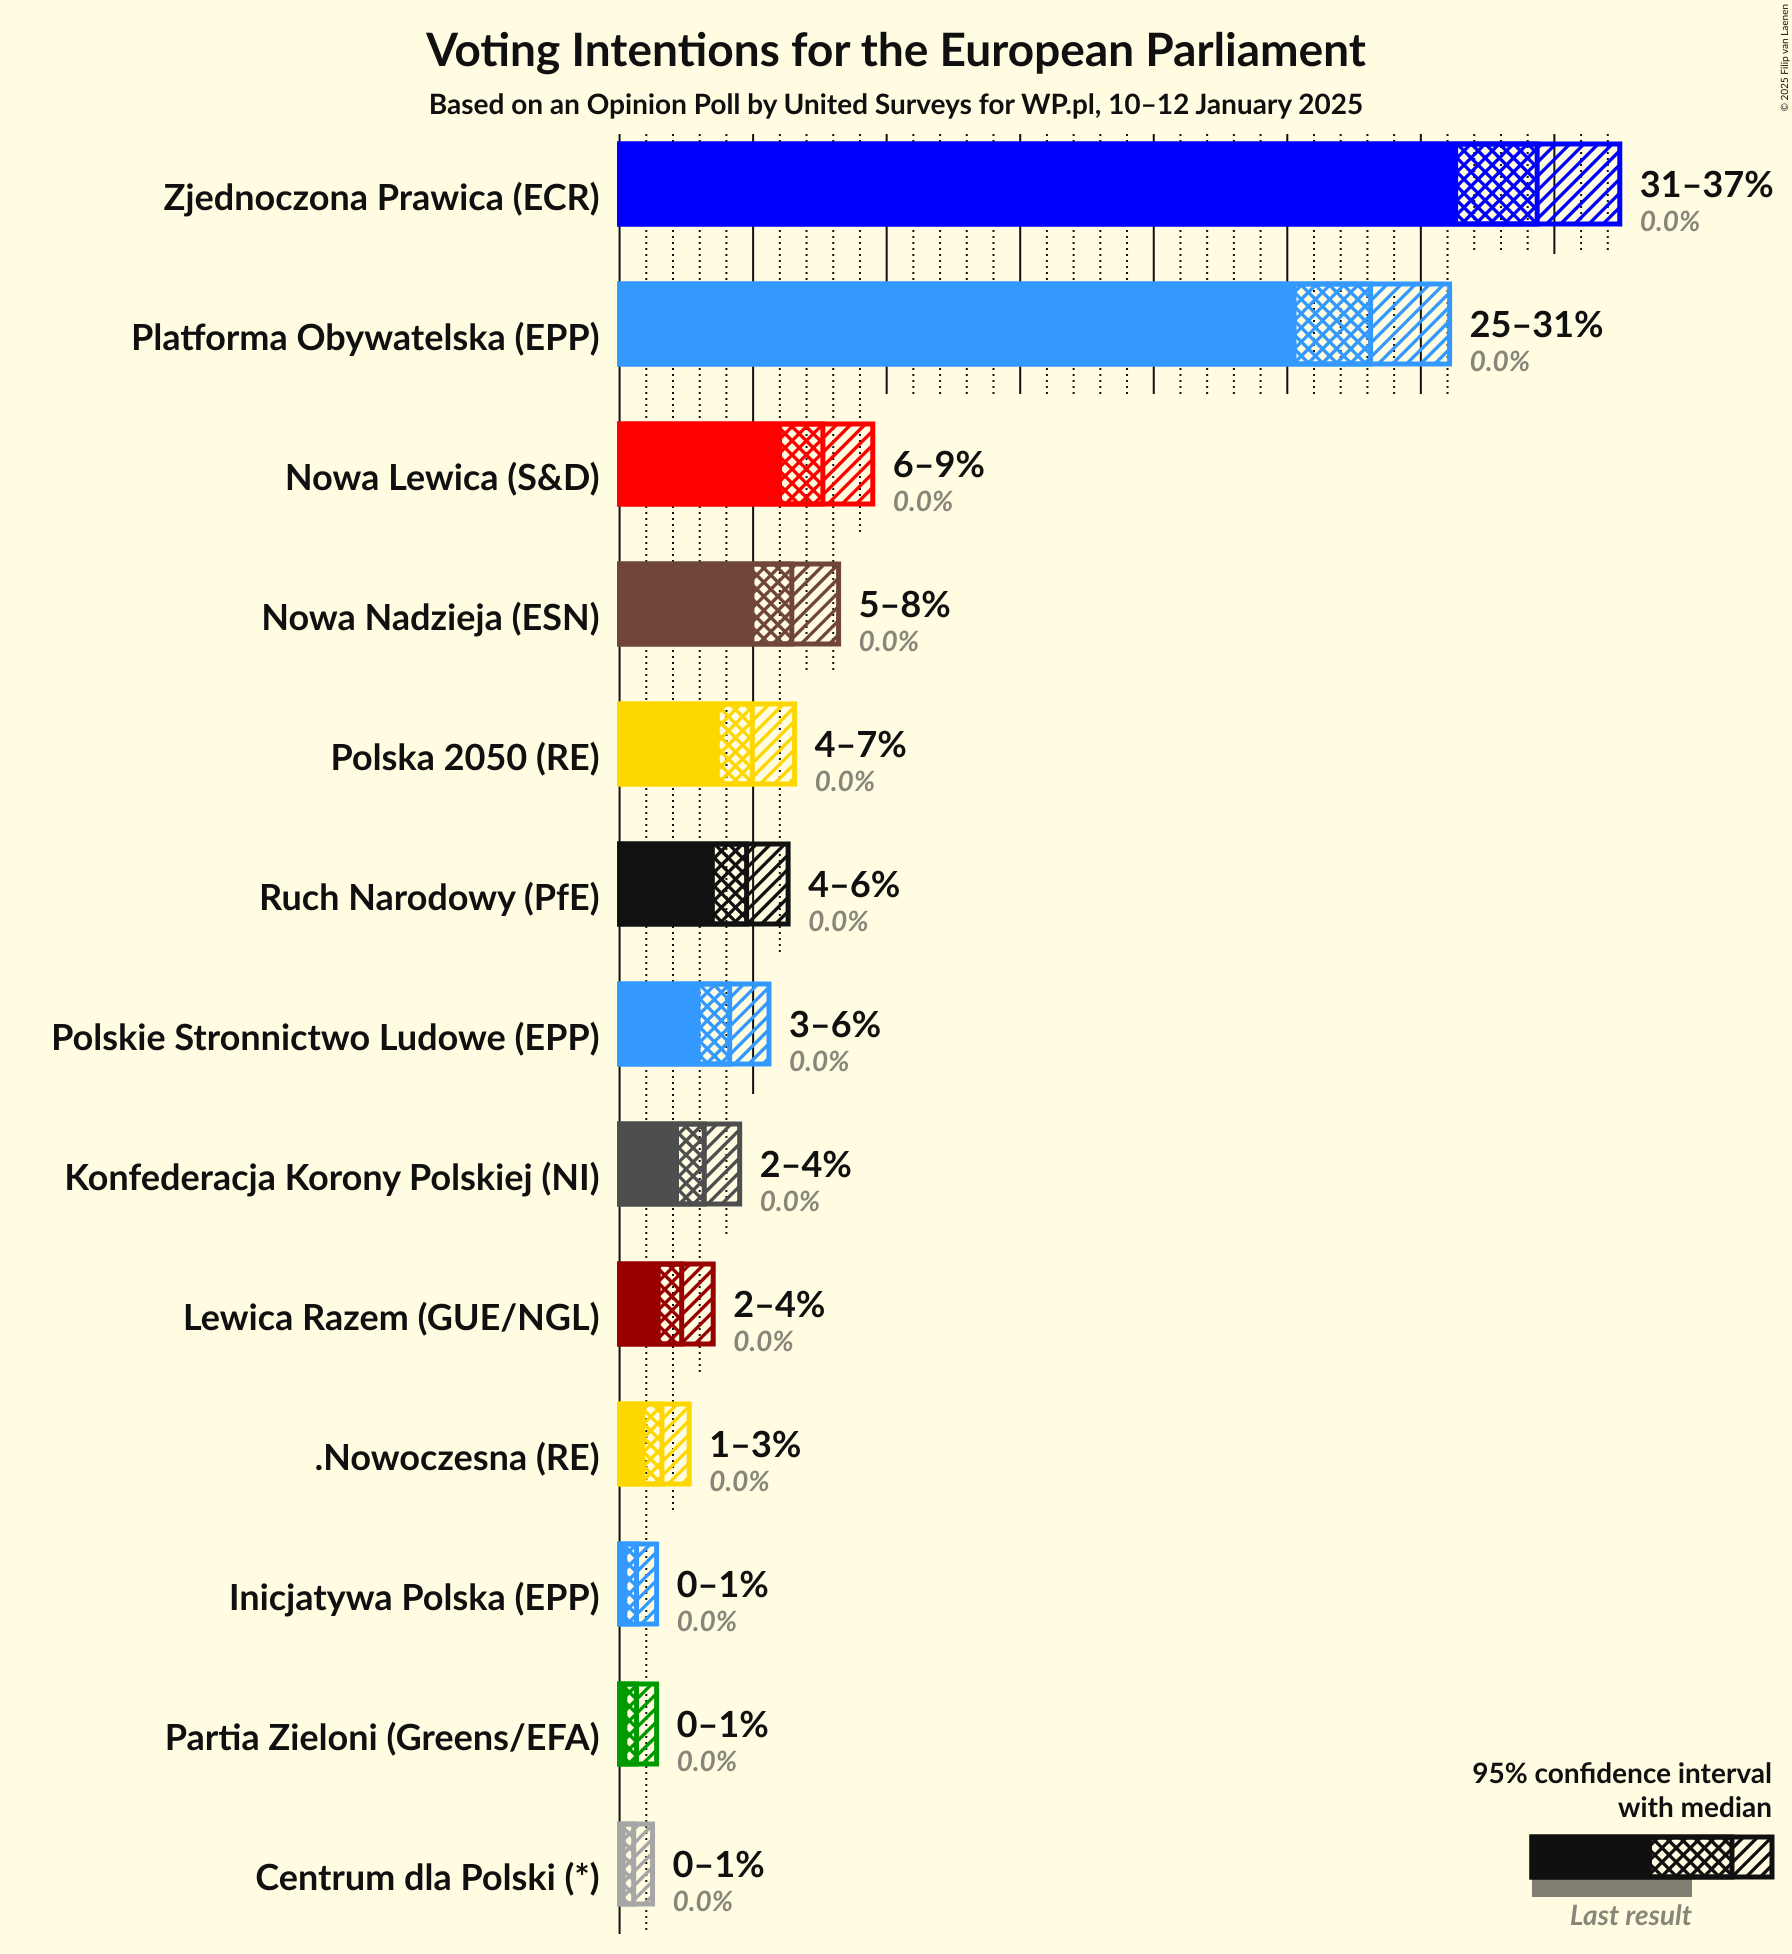 Voting Intentions for the European Parliament
Based on an Opinion Poll by United Surveys for WP.pl, 10–12 January 2025
© 2025 Filip van Laenen
Zjednoczona Prawica (ECR)
31–37%
0.0%
Platforma Obywatelska (EPP)
25–31%
0.0%
Nowa Lewica (S&D)
6–9%
0.0%
Nowa Nadzieja (ESN)
5–8%
0.0%
Polska 2050 (RE)
4–7%
0.0%
Ruch Narodowy (PfE)
4–6%
0.0%
Polskie Stronnictwo Ludowe (EPP)
3–6%
0.0%
Konfederacja Korony Polskiej (NI)
2–4%
0.0%
Lewica Razem (GUE/NGL)
2–4%
0.0%
.Nowoczesna (RE)
1–3%
0.0%
Inicjatywa Polska (EPP)
0–1%
0.0%
Partia Zieloni (Greens/EFA)
0–1%
0.0%
Centrum dla Polski (*)
0–1%
0.0%
95% confidence interval
with median
Last result